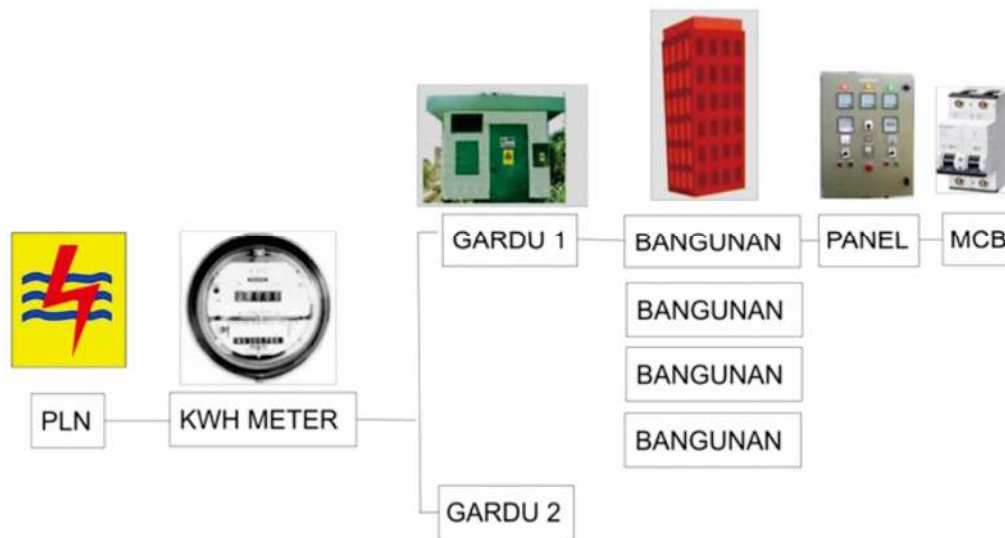 GARDU 1
BANGUNAN
PANEL
MCB
BANGUNAN
BANGUNAN
PLN
KWH METER
BANGUNAN
GARDU 2